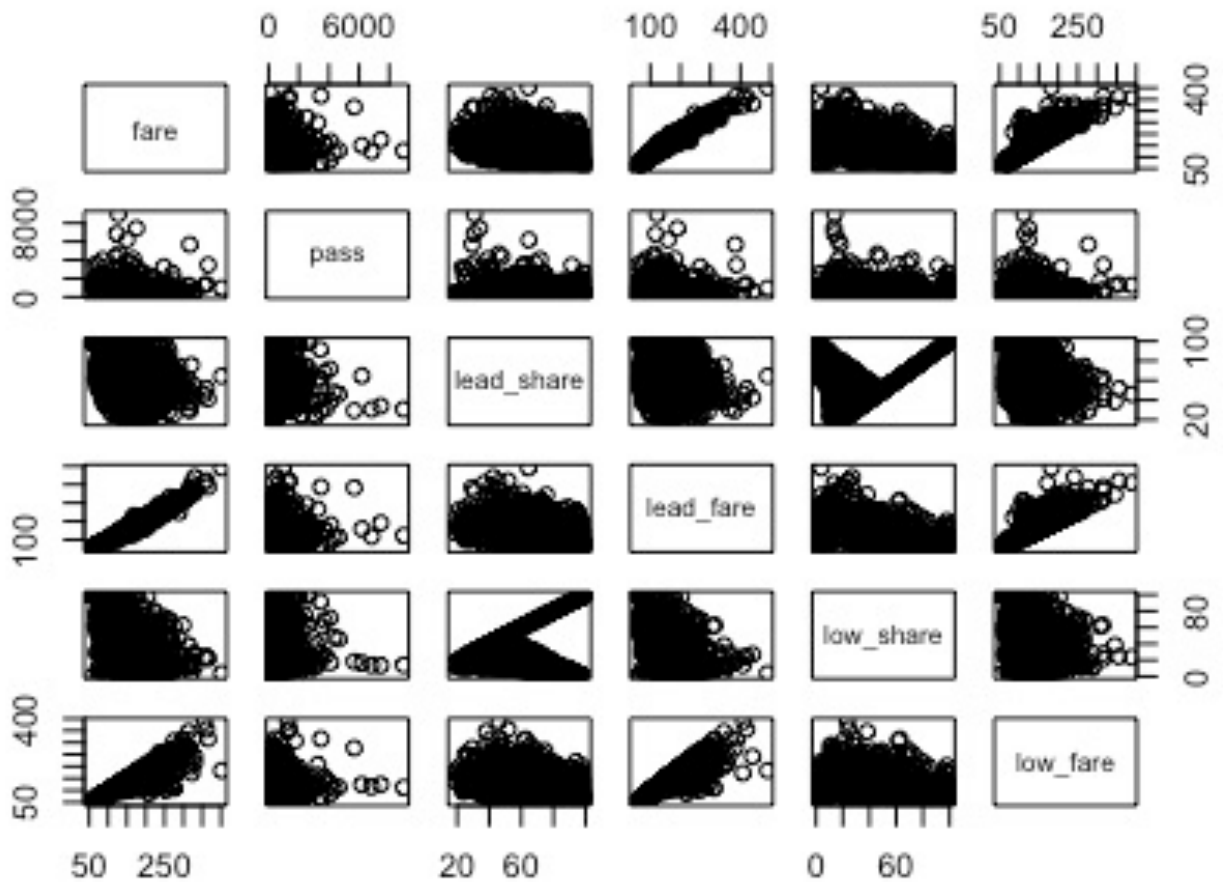 0 6000 100 400 50 250
fare 50 400
0 8000 pass
lead_share 20 100
100 lead_fare
low_share 0 80
50 400 low_fare
50 250 20 60 0 60